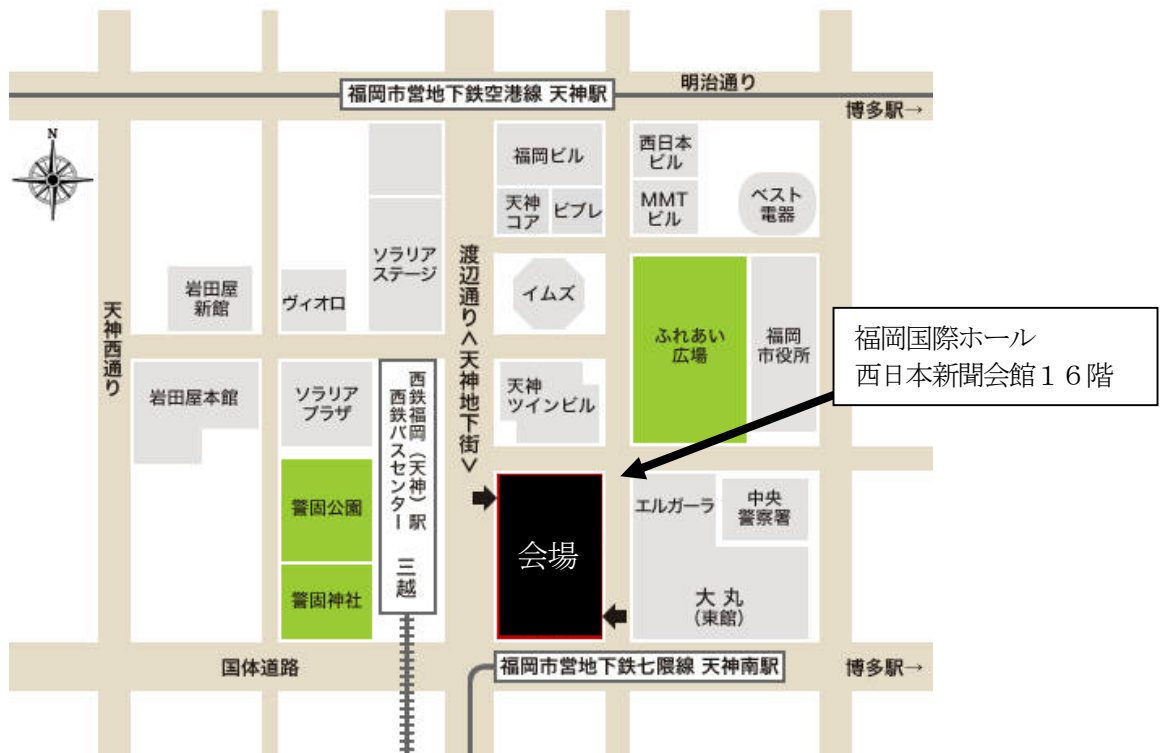 明治通り
福岡市営地下鉄空港線 天神駅
博多駅→
N
福岡ビル
西日本
ビル
天神
コア
ビブレ
MMT
ビル
ベスト
電器
ソラリア
ステージ
渡辺通り<天神地下街>
岩田屋
新館
ヴィオロ
イムズ
天神西通り
ふれあい
広場
福岡
市役所
福岡国際ホール
西日本新聞会館１６階
岩田屋本館
ソラリア
プラザ
西鉄福岡（天神）駅
西鉄バスセンター
三越
天神
ツインビル
警固公園
エルガーラ
中央
警察署
会場
警固神社
大 丸
(東館)
国体道路
福岡市営地下鉄七隈線 天神南駅
博多駅→